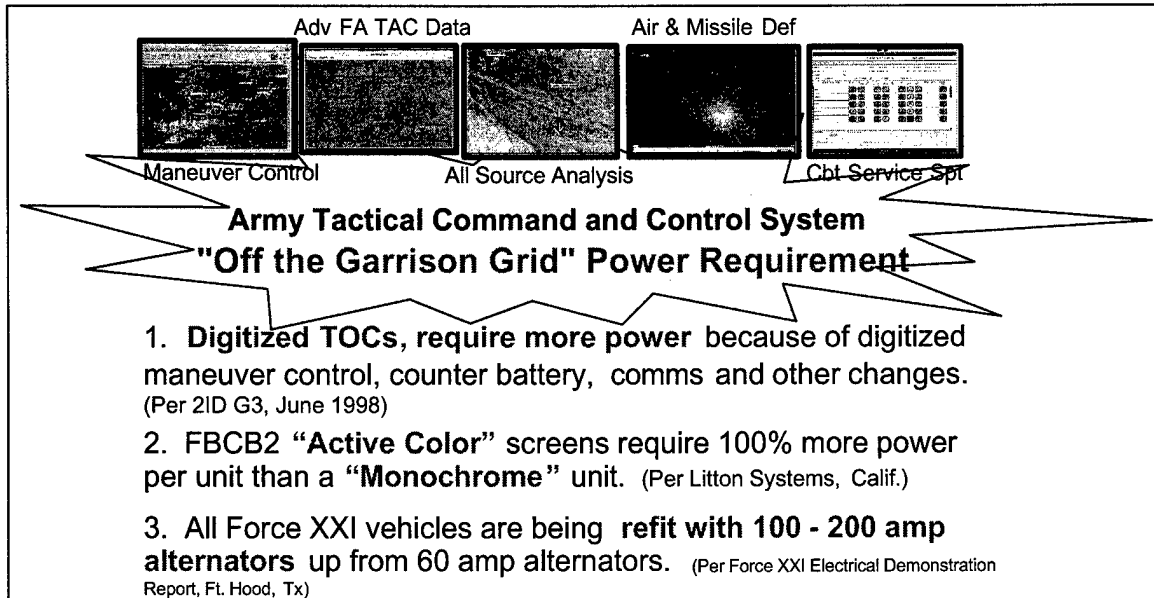 Adv FA TAC Data Air & Missile Def
Maneuver Control All Source Analysis Cbt Service Spt
Army Tactical Command and Control System
"Off the Garrison Grid" Power Requirement
1. Digitized TOCs, require more power because of digitized
maneuver control, counter battery, comms and other changes.
(Per 2ID G3, June 1998)
2. FBCB2 “Active Color” screens require 100% more power
per unit than a “Monochrome” unit. (Per Litton Systems, Calif.)
3. All Force XXI vehicles are being refit with 100 - 200 amp
alternators up from 60 amp alternators. (Per Force XXI Electrical Demonstration
Report, Ft. Hood, Tx)